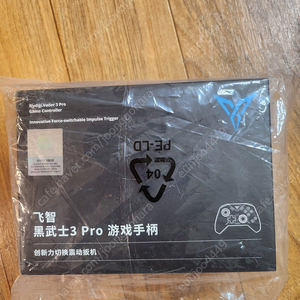 Flydigi Vader 3 Pro
Game Controller
Innovative Force-switchable Impulse Trigger
04
PE-LD
飞智
黑武士3 Pro 游戏手柄
创新力切换震动扳机